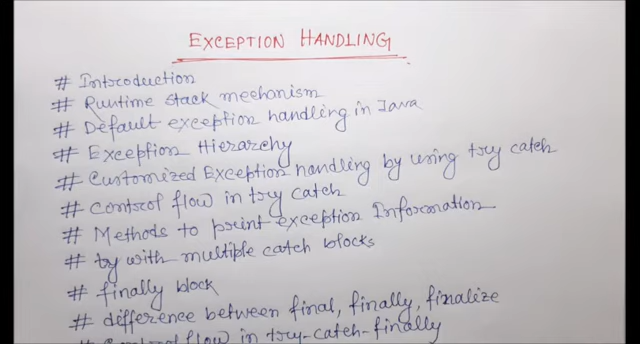 EXCEPTION HANDLING
# Introduction
# Runtime stack mechanism
# Default exception handling in Java
# Exception Hierarchy
# Customized Exception handling by using try catch
# Control flow in try catch
# Methods to print exception Information
# try with multiple catch blocks
# finally block
# difference between final, finally, finalize
# Control flow in try-catch-finally